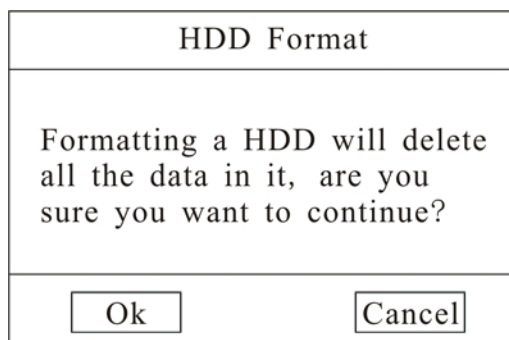 HDD Format
Formatting a HDD will delete
all the data in it, are you
sure you want to continue?
Ok
Cancel